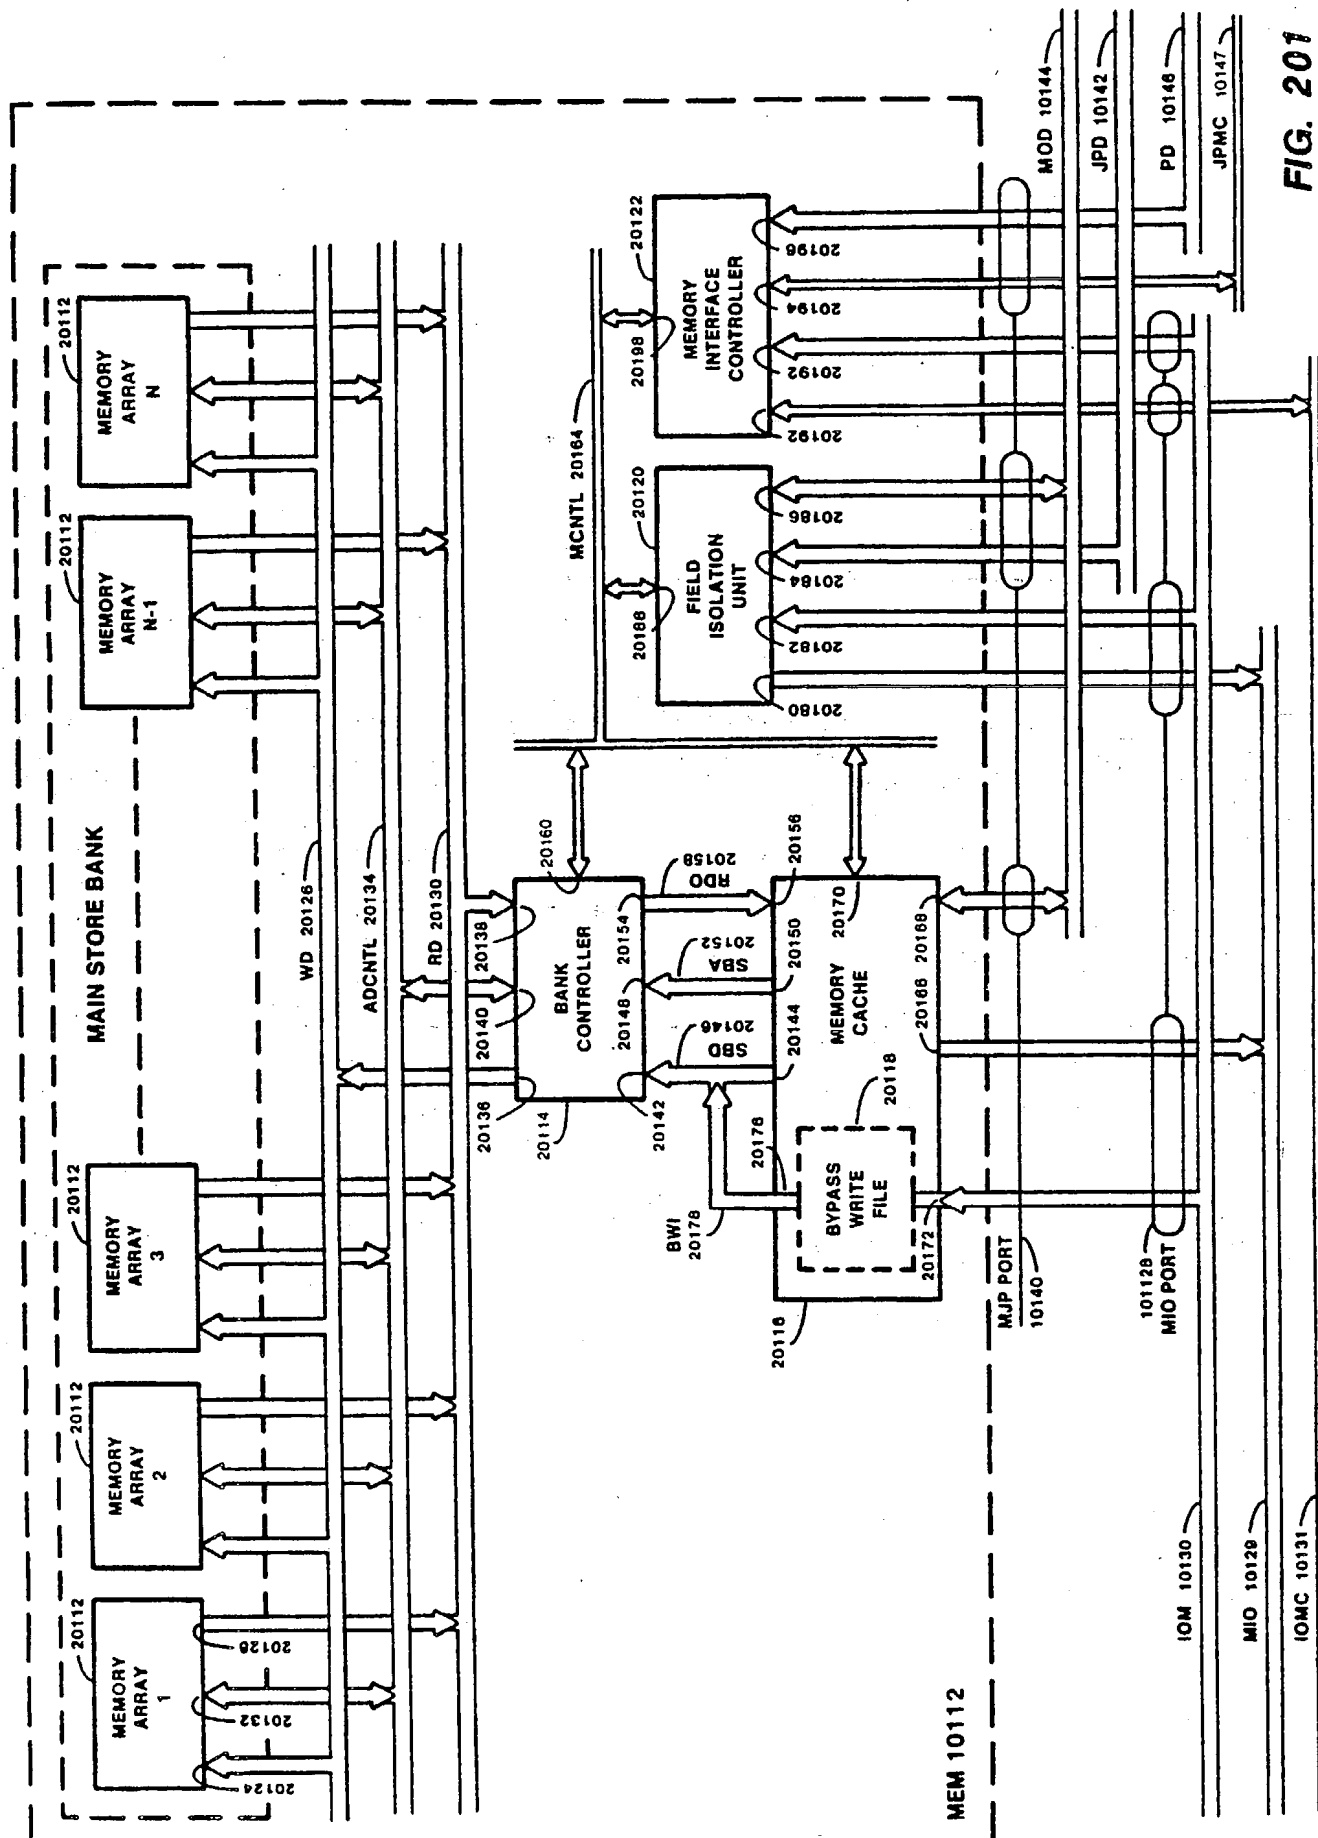 MEM 10112
MAIN STORE BANK
20112
MEMORY
ARRAY
1
20124
20132
20128
20112
MEMORY
ARRAY
2
20112
MEMORY
ARRAY
3
20112
MEMORY
ARRAY
N-1
20112
MEMORY
ARRAY
N
WD 20126
ADCNTL 20134
RD 20130
20136
20140
20138
20160
20114
BANK
CONTROLLER
20142
20148
20154
SBD
20146
SBA
20152
RDO
20158
20144
20150
20156
BWI
20178
20176
20118
BYPASS
WRITE
FILE
20116
MEMORY
CACHE
20172
20166
20168
20170
MCNTL 20164
20188
20120
FIELD
ISOLATION
UNIT
20180
20182
20184
20186
20198
20122
MEMORY
INTERFACE
CONTROLLER
20192
20192
20194
20196
MJP PORT
10140
101128
MIO PORT
MOD 10144
JPD 10142
PD 10146
JPMC 10147
IOM 10130
MIO 10129
IOMC 10131
FIG. 201